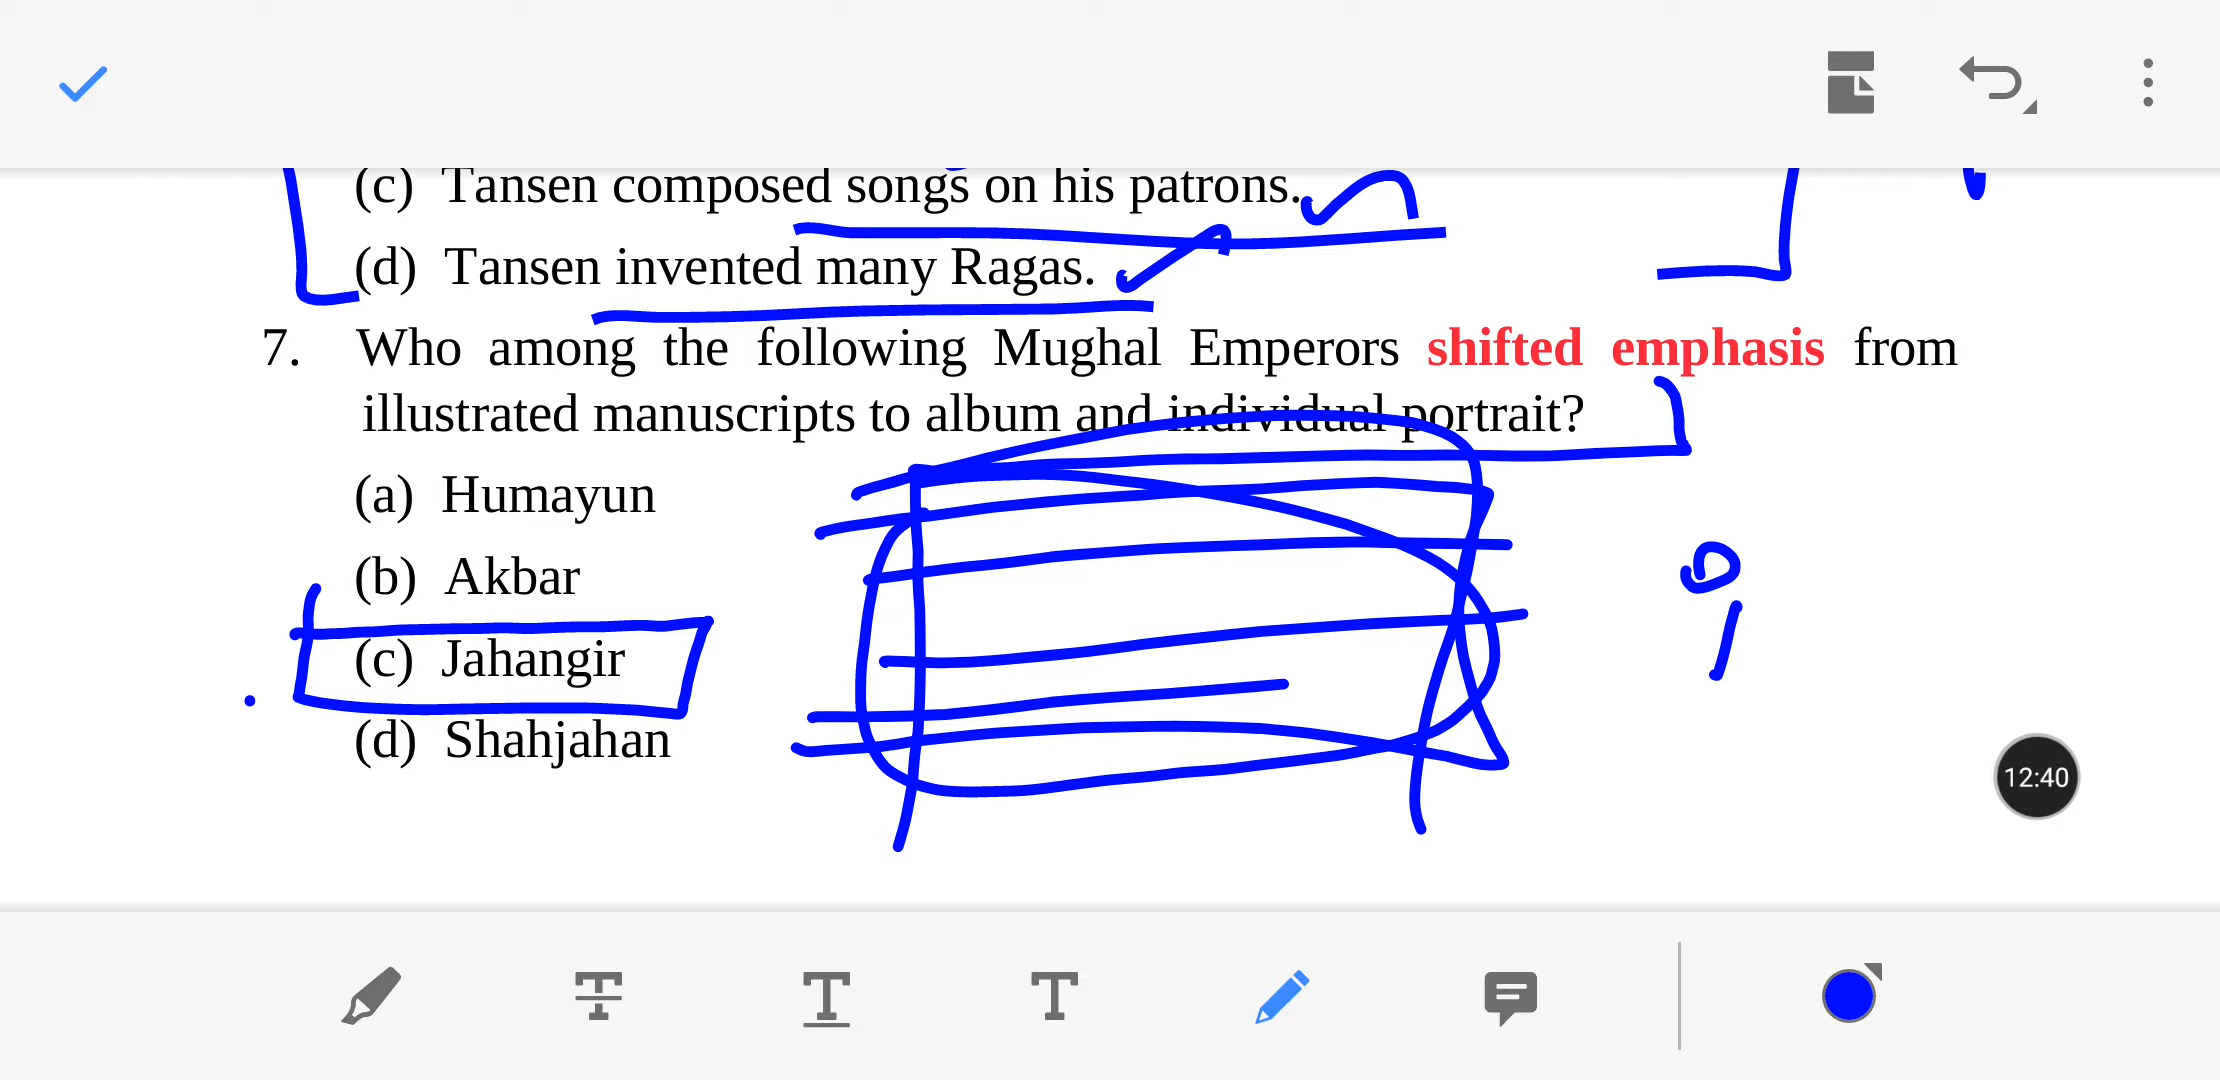 (c) Tansen composed songs on his patrons.
(d) Tansen invented many Ragas.
7. Who among the following Mughal Emperors shifted emphasis from
illustrated manuscripts to album and individual portrait?
(a) Humayun
(b) Akbar
(c) Jahangir
(d) Shahjahan
12:40